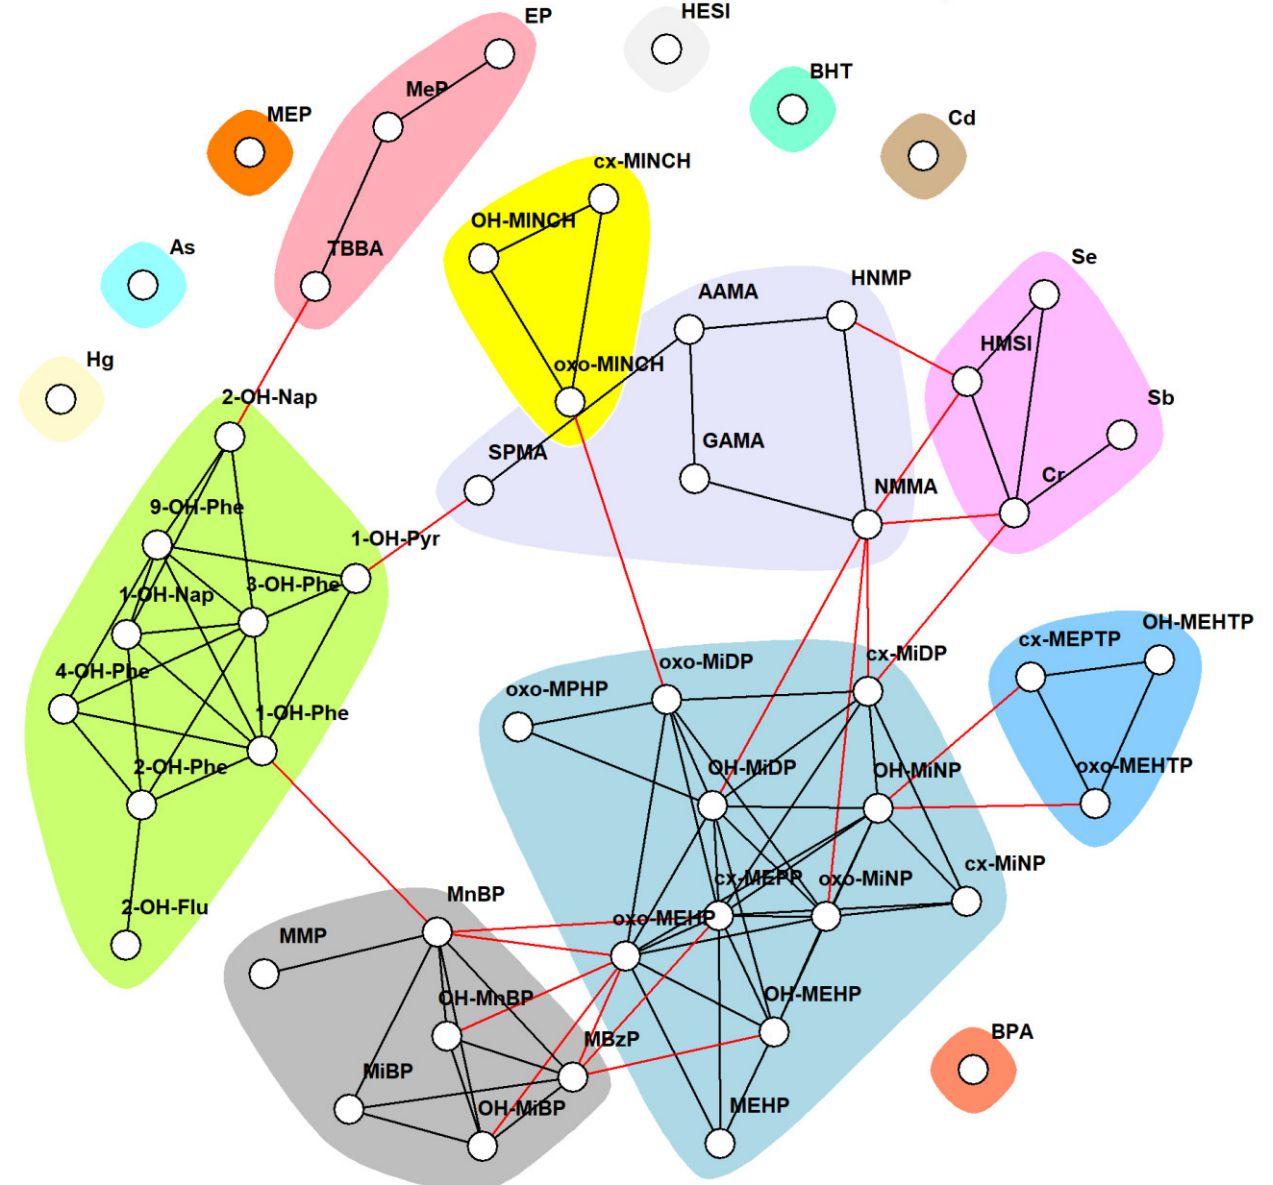 EP
HESI
BHT
MeP
MEP
Cd
cx-MINCH
OH-MINCH
TBBA
As
Se
HNMP
AAMA
HMSI
Hg
oxo-MINCH
2-OH-Nap
Sb
GAMA
SPMA
Cr
NMMA
9-OH-Phe
1-OH-Pyr
3-OH-Phe
1-OH-Nap
OH-MEHTP
cx-MEPTP
cx-MiDP
oxo-MiDP
4-OH-Phe
oxo-MPHP
1-OH-Phe
2-OH-Phe
OH-MiDP
OH-MiNP
oxo-MEHTP
cx-MiNP
cx-MEPP
oxo-MiNP
MnBP
2-OH-Flu
oxo-MEHP
MMP
OH-MnBP
OH-MEHP
BPA
MBzP
MiBP
OH-MiBP
MEHP